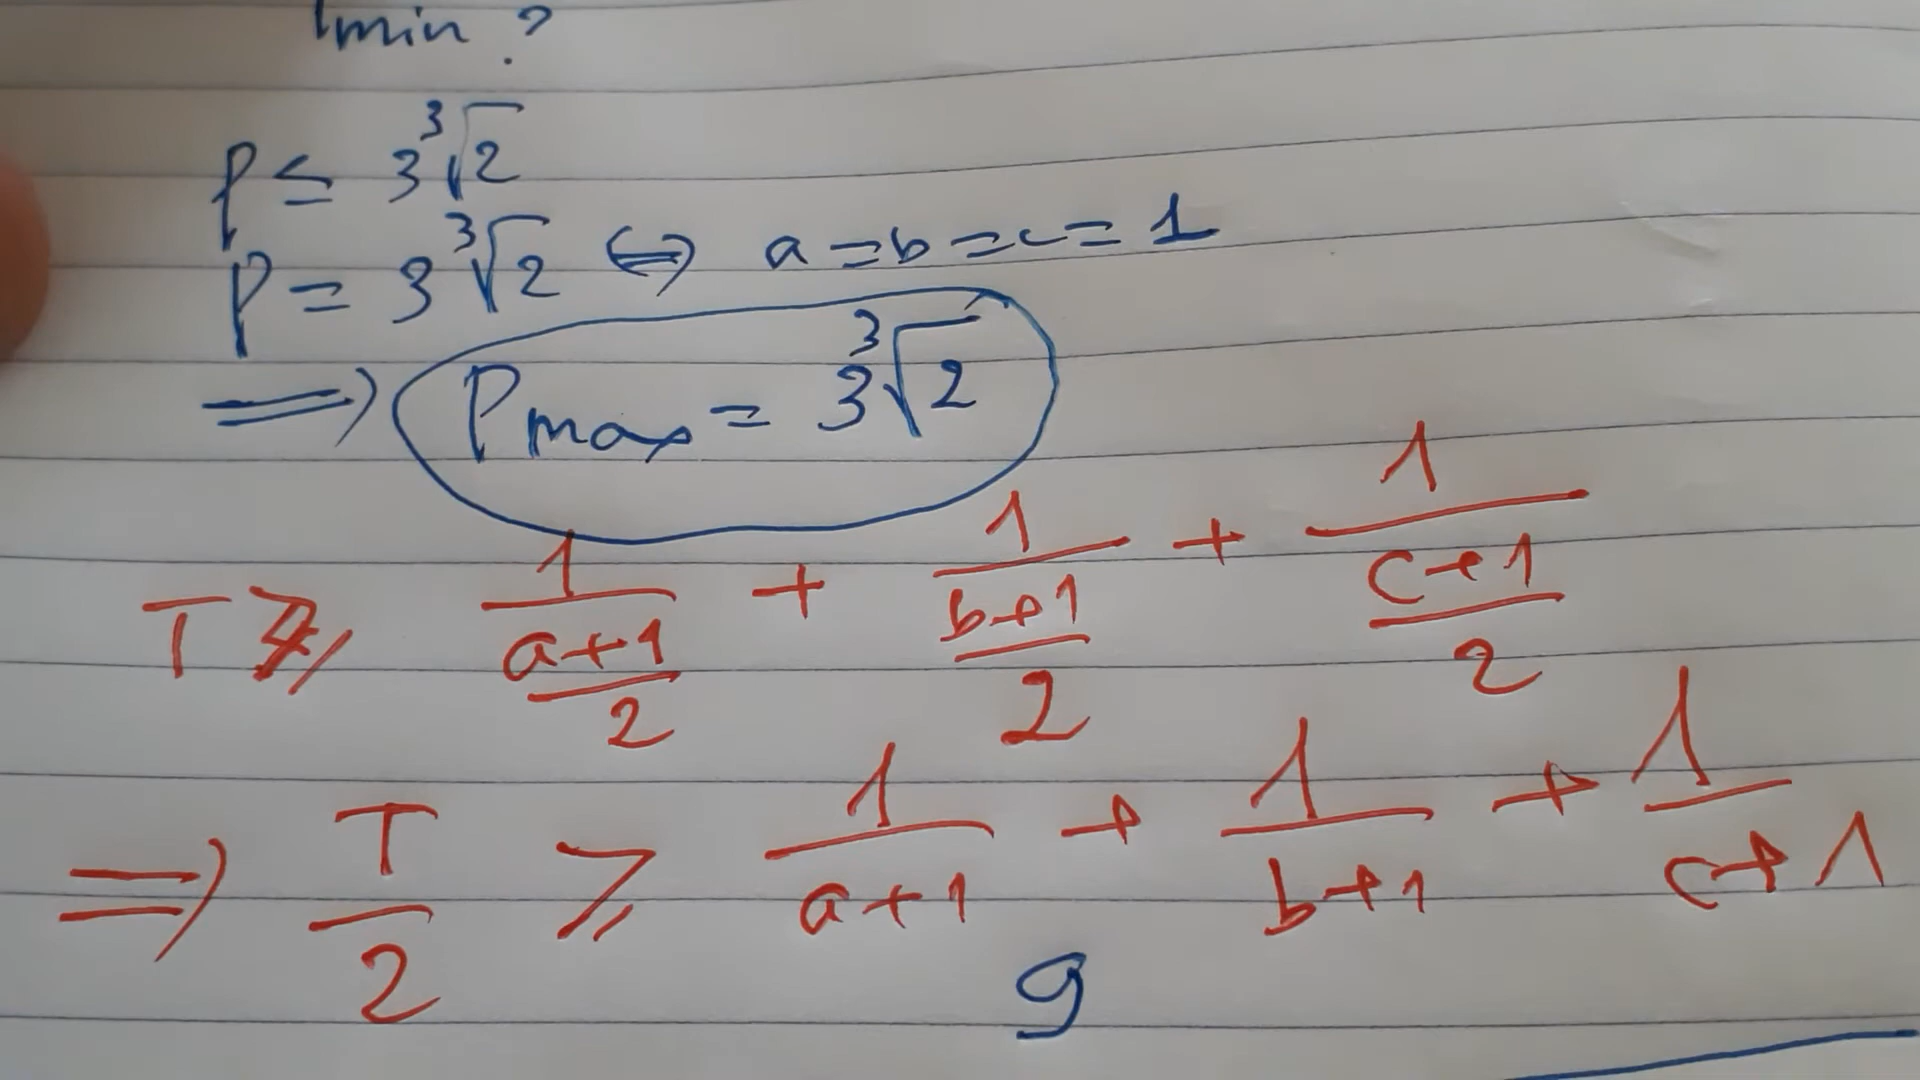 Tmin ?
P ≤ 3∛2
P = 3∛2 ⇔ a = b = c = 1
⇒ Pmax = 3∛2
T ≥ 1/((a+1)/2) + 1/((b+1)/2) + 1/((c+1)/2)
⇒ T/2 ≥ 1/(a+1) + 1/(b+1) + 1/(c+1)
9